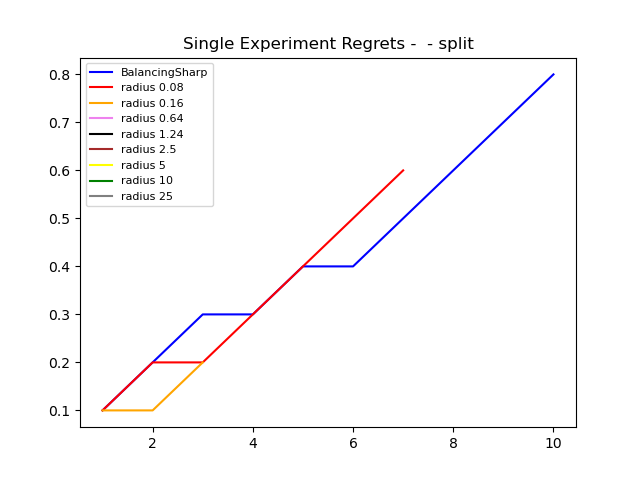 Single Experiment Regrets -  - split
BalancingSharp
radius 0.08
radius 0.16
radius 0.64
radius 1.24
radius 2.5
radius 5
radius 10
radius 25
0.8
0.7
0.6
0.5
0.4
0.3
0.2
0.1
2 4 6 8 10